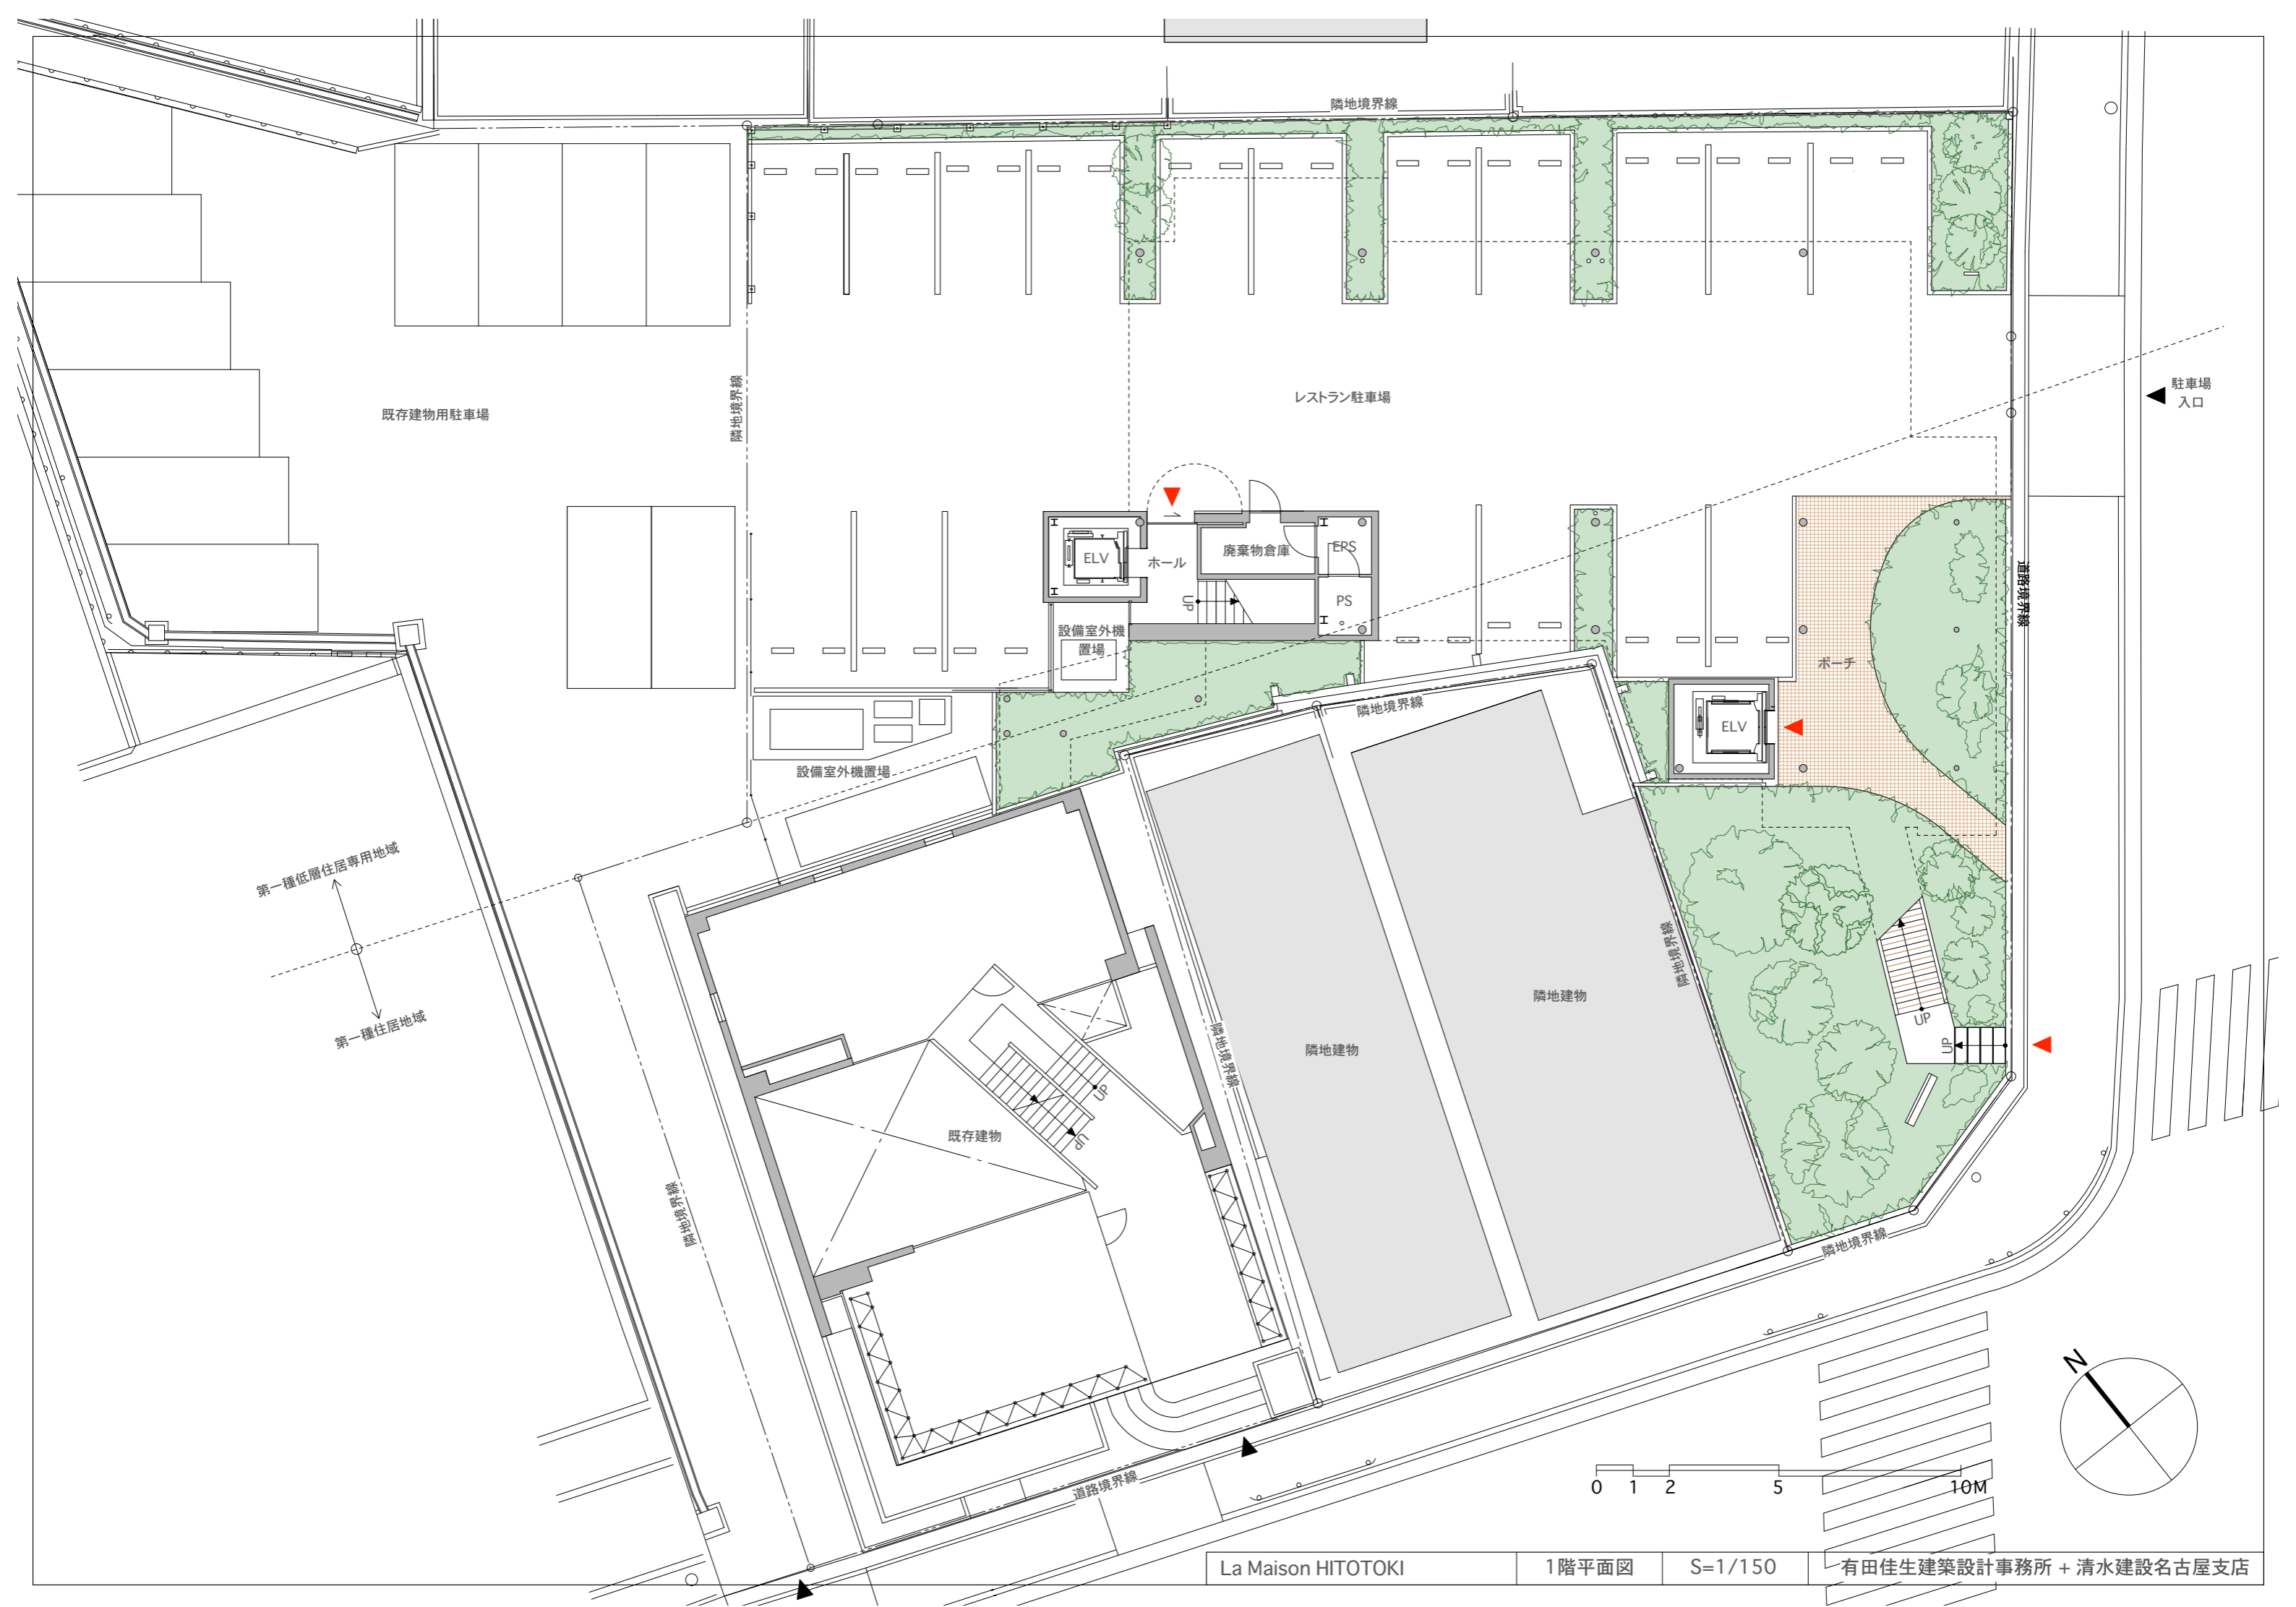 隣地境界線
駐車場
入口
既存建物用駐車場
隣地境界線
レストラン駐車場
ELV
ホール
廃棄物倉庫
EPS
UP
PS
設備室外機
置場
道路境界線
ポーチ
隣地境界線
ELV
設備室外機置場
第一種低層住居専用地域
第一種住居地域
隣地境界線
隣地建物
隣地建物
隣地境界線
UP
UP
UP
UP
既存建物
隣地境界線
隣地境界線
道路境界線
N
0 1 2 5 10M
La Maison HITOTOKI
1階平面図
S=1/150
有田佳生建築設計事務所 + 清水建設名古屋支店